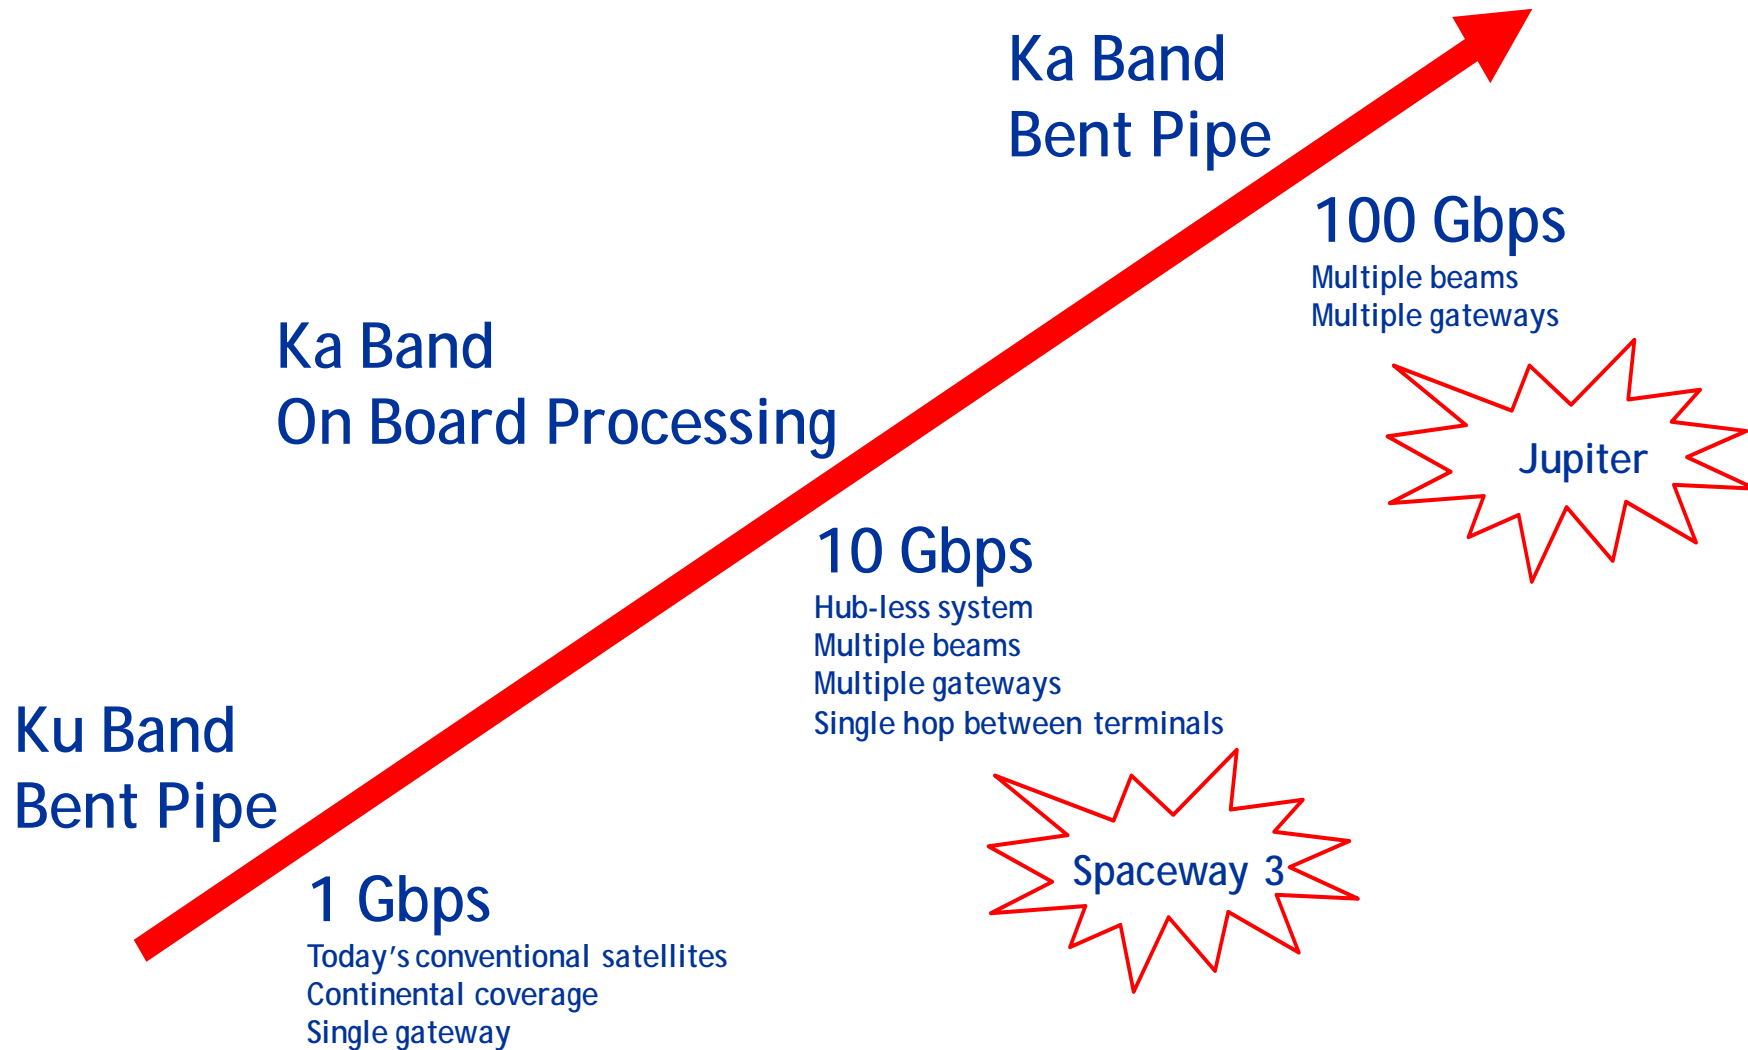 Ka Band
Bent Pipe
100 Gbps
Multiple beams
Multiple gateways
Jupiter
Ka Band
On Board Processing
10 Gbps
Hub-less system
Multiple beams
Multiple gateways
Single hop between terminals
Spaceway 3
Ku Band
Bent Pipe
1 Gbps
Today's conventional satellites
Continental coverage
Single gateway